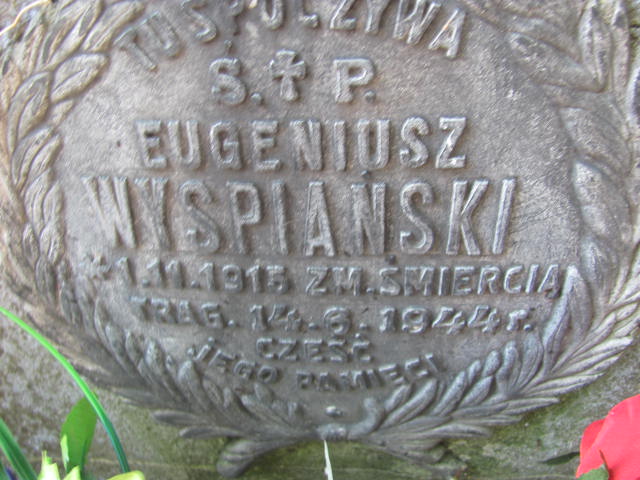 TU SPOCZYWA
Ś. † P.
EUGENIUSZ
WYSPIAŃSKI
* 1.11.1915 ZM. ŚMIERCIĄ
TRAG. 14.6.1944 r.
CZEŚĆ
JEGO PAMIĘCI